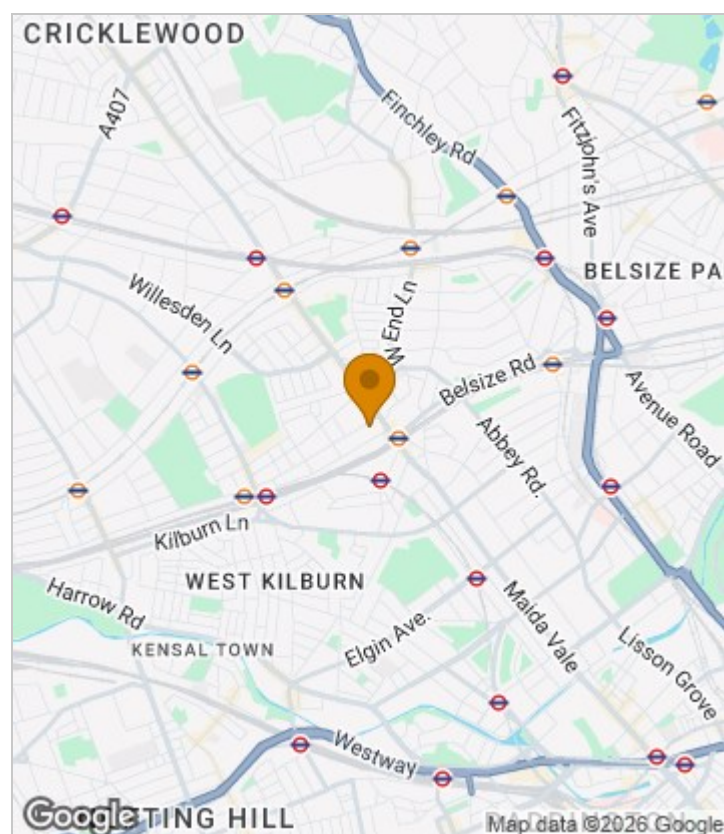 CRICKLEWOOD
A407
Finchley Rd
Fitzjohn's Ave
BELSIZE PA
Willesden Ln
W End Ln
Belsize Rd
Avenue Road
Abbey Rd.
Kilburn Ln
WEST KILBURN
Harrow Rd
Maida Vale
Elgin Ave.
Lisson Grove
KENSAL TOWN
Westway
Google
TTING HILL
Map data ©2026 Google